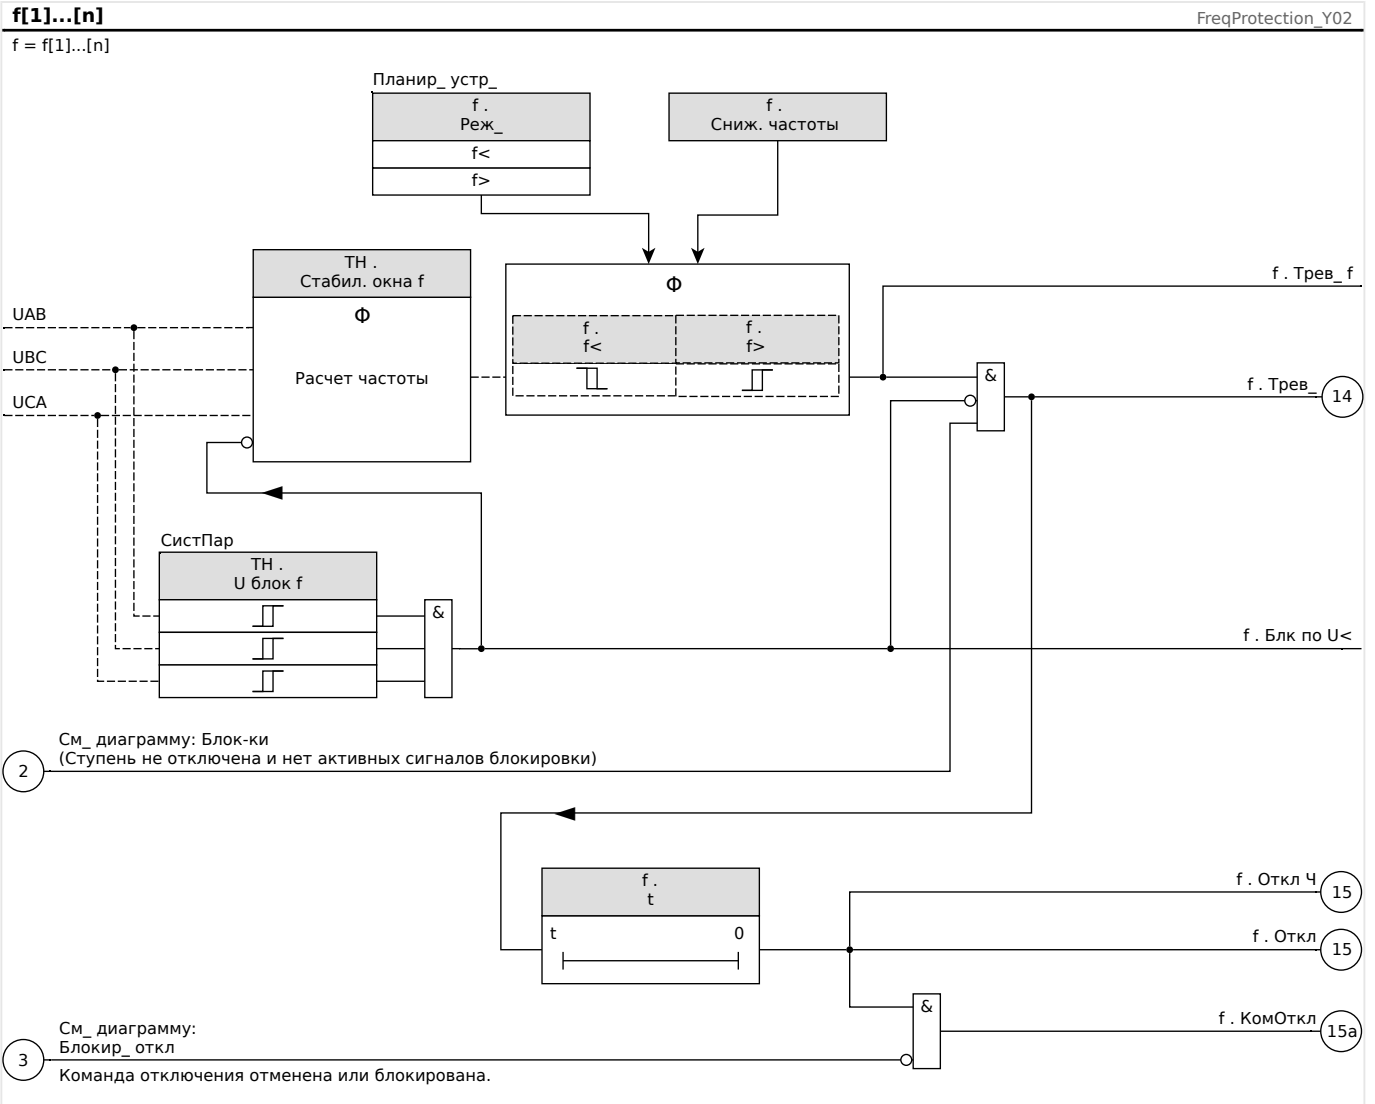 f[1]...[n]
FreqProtection_Y02
f = f[1]...[n]
Планир_ устр_
f .
Реж_
f<
f>
f .
Сниж. частоты
ТН .
Стабил. окна f
Ф
Расчет частоты
UAB
UBC
UCA
Ф
f .
f<
f .
f>
f . Трев_ f
&
f . Трев_
14
СистПар
ТН .
U блок f
&
f . Блк по U<
См_ диаграмму: Блок-ки
(Ступень не отключена и нет активных сигналов блокировки)
2
f .
t
t
0
f . Откл Ч
15
f . Откл
15
&
f . КомОткл
15a
См_ диаграмму:
Блокир_ откл
3
Команда отключения отменена или блокирована.